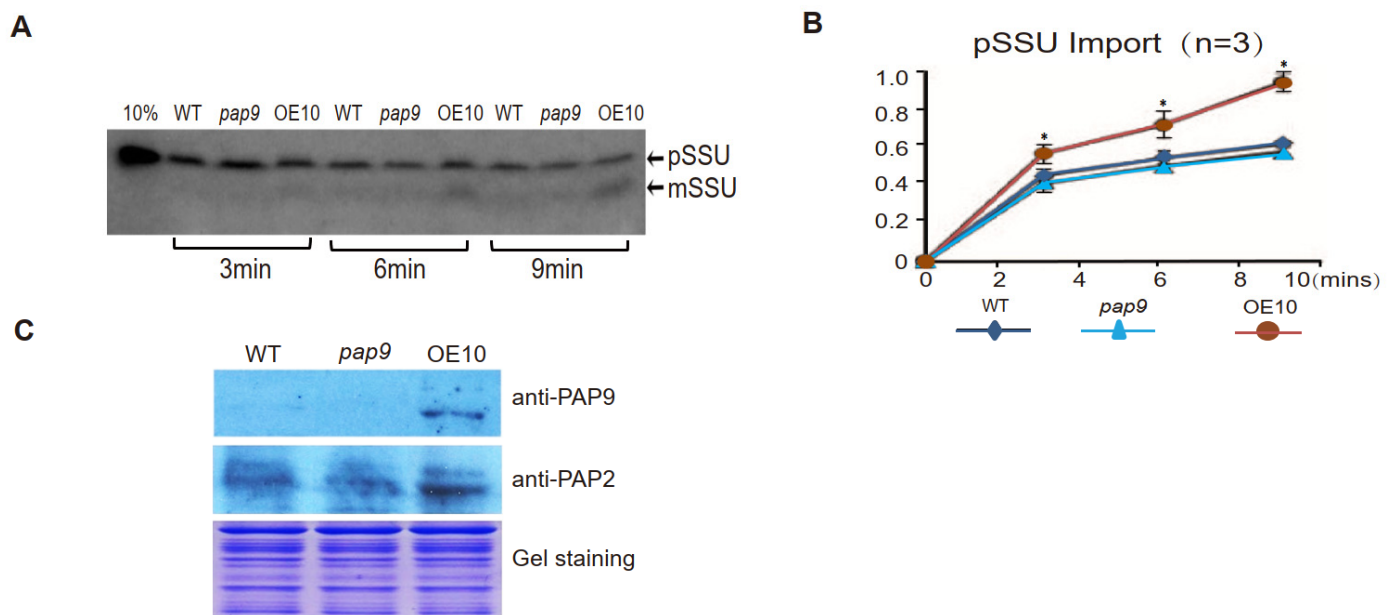 A
10% WT pap9 OE10 WT pap9 OE10 WT pap9 OE10
pSSU
mSSU
3min 6min 9min
B
pSSU Import (n=3)
1.0
0.8
0.6
0.4
0.2
0
0 2 4 6 8 10(mins)
* * *
WT pap9 OE10
C
WT pap9 OE10
anti-PAP9
anti-PAP2
Gel staining